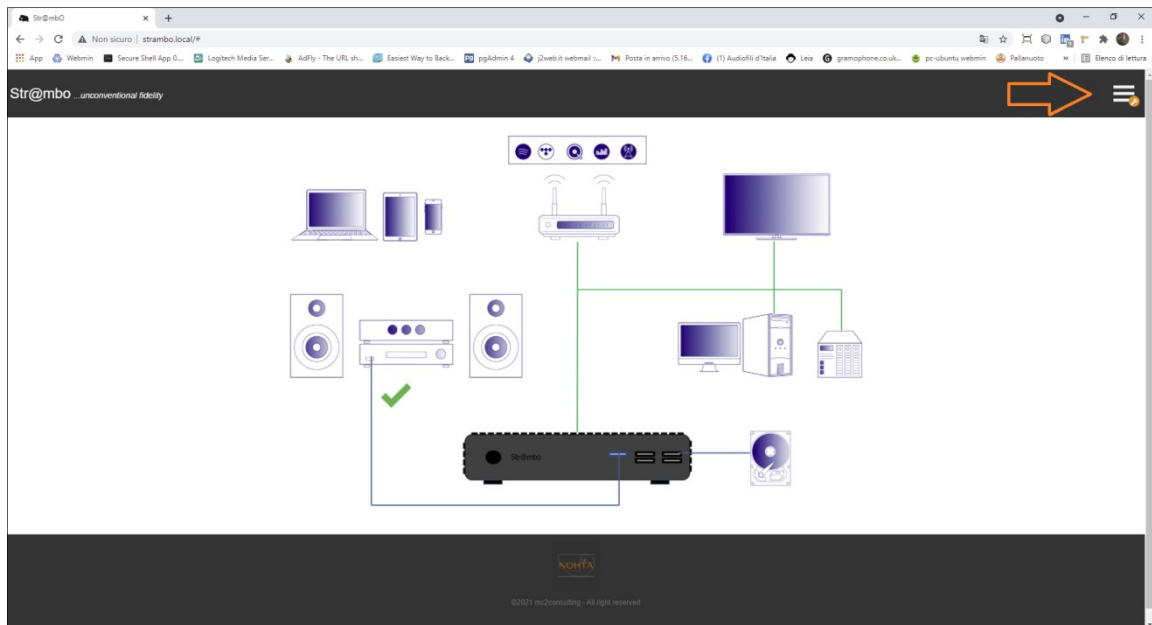 Str@mbO
Non sicuro | strambo.local/#
App Webmin Secure Shell App 0... Logitech Media Ser... AdFly - The URL sh... Easiest Way to Back... pgAdmin 4 j2web.it webmail ::... Posta in arrivo (5.16... (1) Audiofili d'Italia Leia gramophone.co.uk... pc-ubuntu webmin Pallanuoto » Elenco di lettura
Str@mbo ...unconventional fidelity
Str@mbo
NOHTA
©2021 mc2consulting - All right reserved